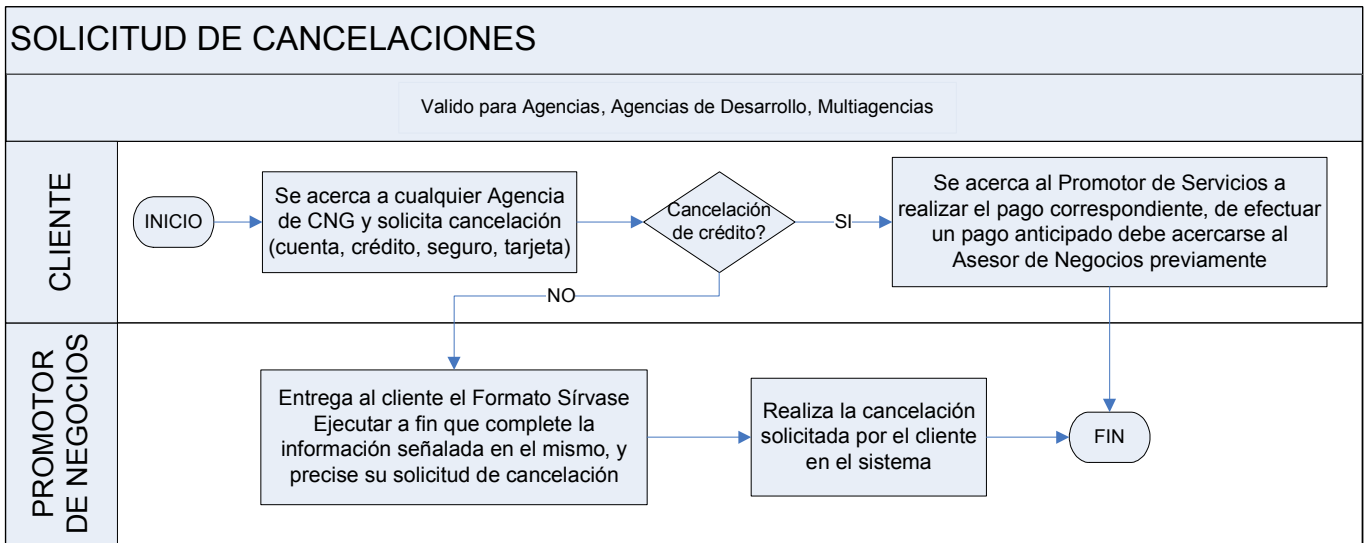 SOLICITUD DE CANCELACIONES
Valido para Agencias, Agencias de Desarrollo, Multiagencias
CLIENTE
INICIO
Se acerca a cualquier Agencia
de CNG y solicita cancelación
(cuenta, crédito, seguro, tarjeta)
Cancelación
de crédito?
SI
Se acerca al Promotor de Servicios a
realizar el pago correspondiente, de efectuar
un pago anticipado debe acercarse al
Asesor de Negocios previamente
NO
PROMOTOR
DE NEGOCIOS
Entrega al cliente el Formato Sírvase
Ejecutar a fin que complete la
información señalada en el mismo, y
precise su solicitud de cancelación
Realiza la cancelación
solicitada por el cliente
en el sistema
FIN